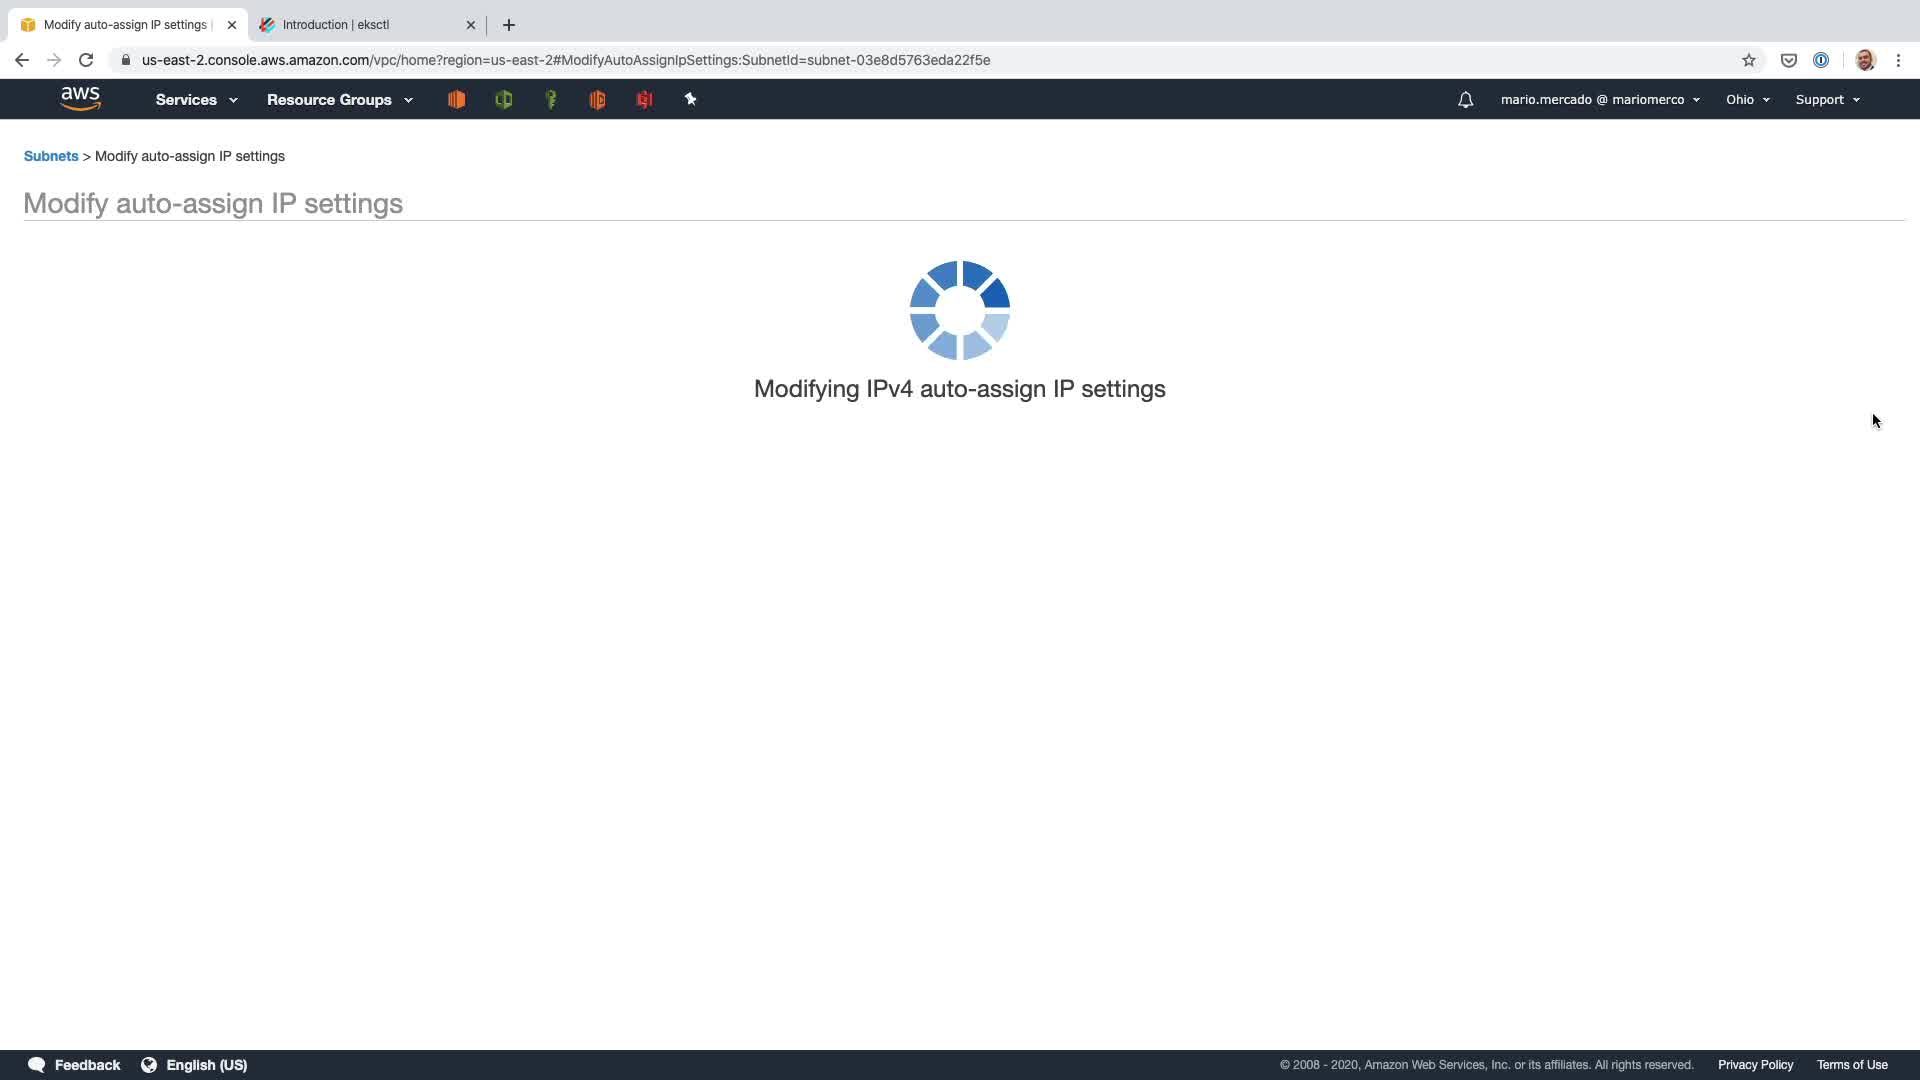 Modify auto-assign IP settings
Introduction | eksctl
us-east-2.console.aws.amazon.com/vpc/home?region=us-east-2#ModifyAutoAssignIpSettings:SubnetId=subnet-03e8d5763eda22f5e
aws
Services
Resource Groups
mario.mercado @ mariomerco
Ohio
Support
Subnets > Modify auto-assign IP settings
Modify auto-assign IP settings
Modifying IPv4 auto-assign IP settings
Feedback
English (US)
© 2008 - 2020, Amazon Web Services, Inc. or its affiliates. All rights reserved.
Privacy Policy
Terms of Use